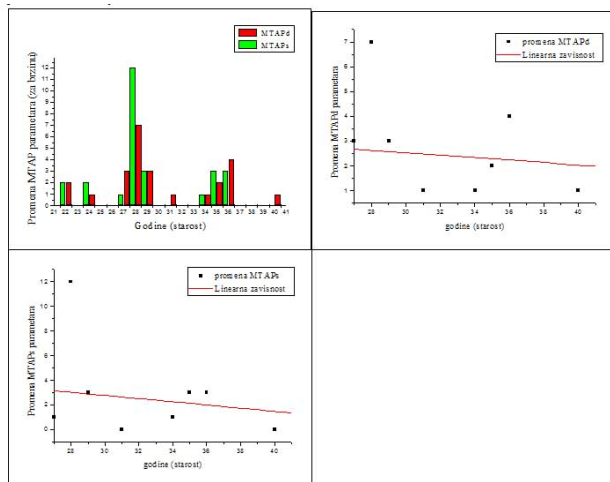 MTAPd
MTAPs
Promena MTAP parametara (za brzinu)
12
11
10
9
8
7
6
5
4
3
2
1
0
21 22 23 24 25 26 27 28 29 30 31 32 33 34 35 36 37 38 39 40 41
Godine (starost)
promena MTAPd
Linearna zavisnost
Promena MTAPd parametara
7
6
5
4
3
2
1
28 30 32 34 36 38 40
godine (starost)
promena MTAPs
Linearna zavisnost
Promena MTAPs parametara
12
10
8
6
4
2
0
28 30 32 34 36 38 40
godine (starost)